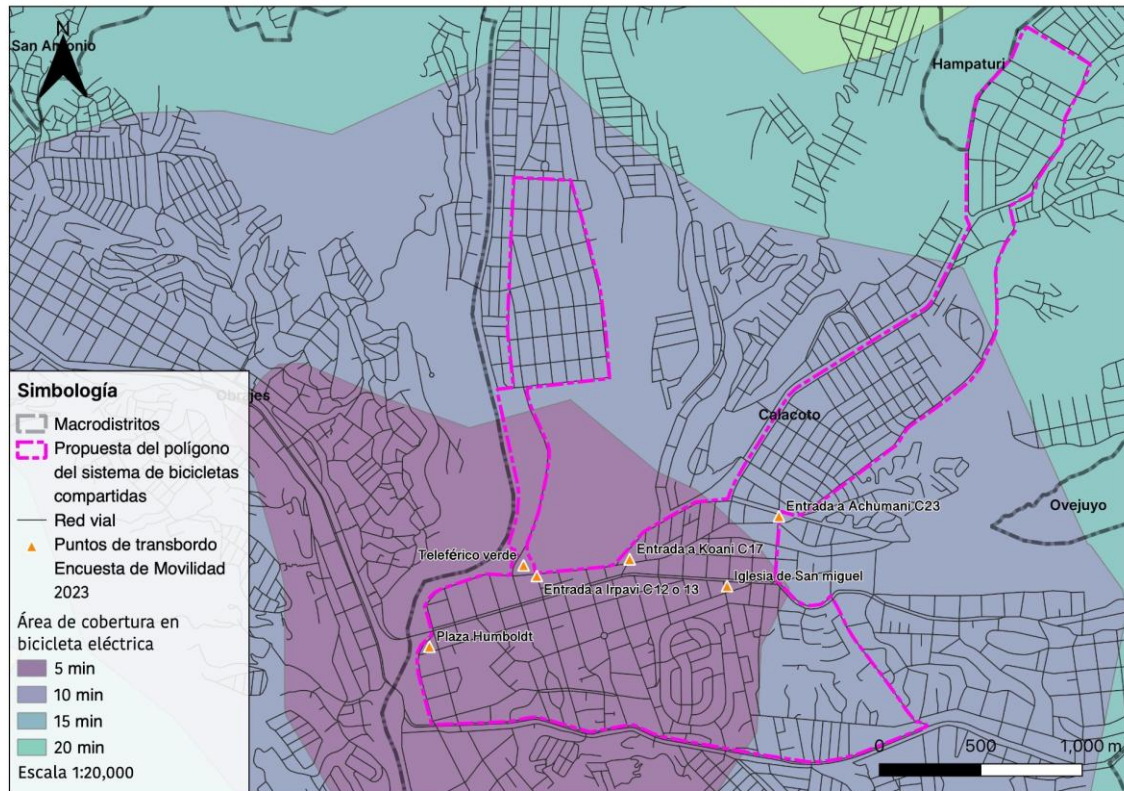 San Antonio
N
Hampaturi
Obrajes
Calacoto
Entrada a Achumani C23
Ovejuyo
Teleférico verde
Entrada a Koani C17
Entrada a Irpavi C12 o 13
Iglesia de San miguel
Plaza Humboldt
Simbología
Macrodistritos
Propuesta del polígono
del sistema de bicicletas
compartidas
Red vial
Puntos de transbordo
Encuesta de Movilidad
2023
Área de cobertura en
bicicleta eléctrica
5 min
10 min
15 min
20 min
Escala 1:20,000
0 500 1,000 m